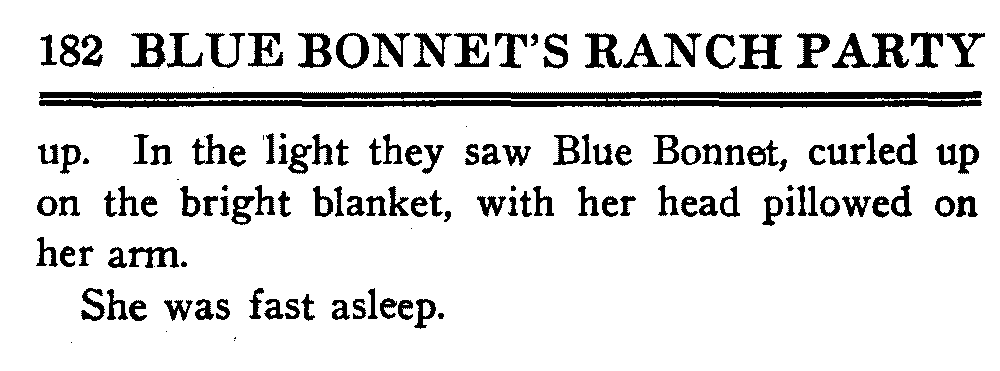 182 BLUE BONNET'S RANCH PARTY
up. In the light they saw Blue Bonnet, curled up
on the bright blanket, with her head pillowed on
her arm.
She was fast asleep.